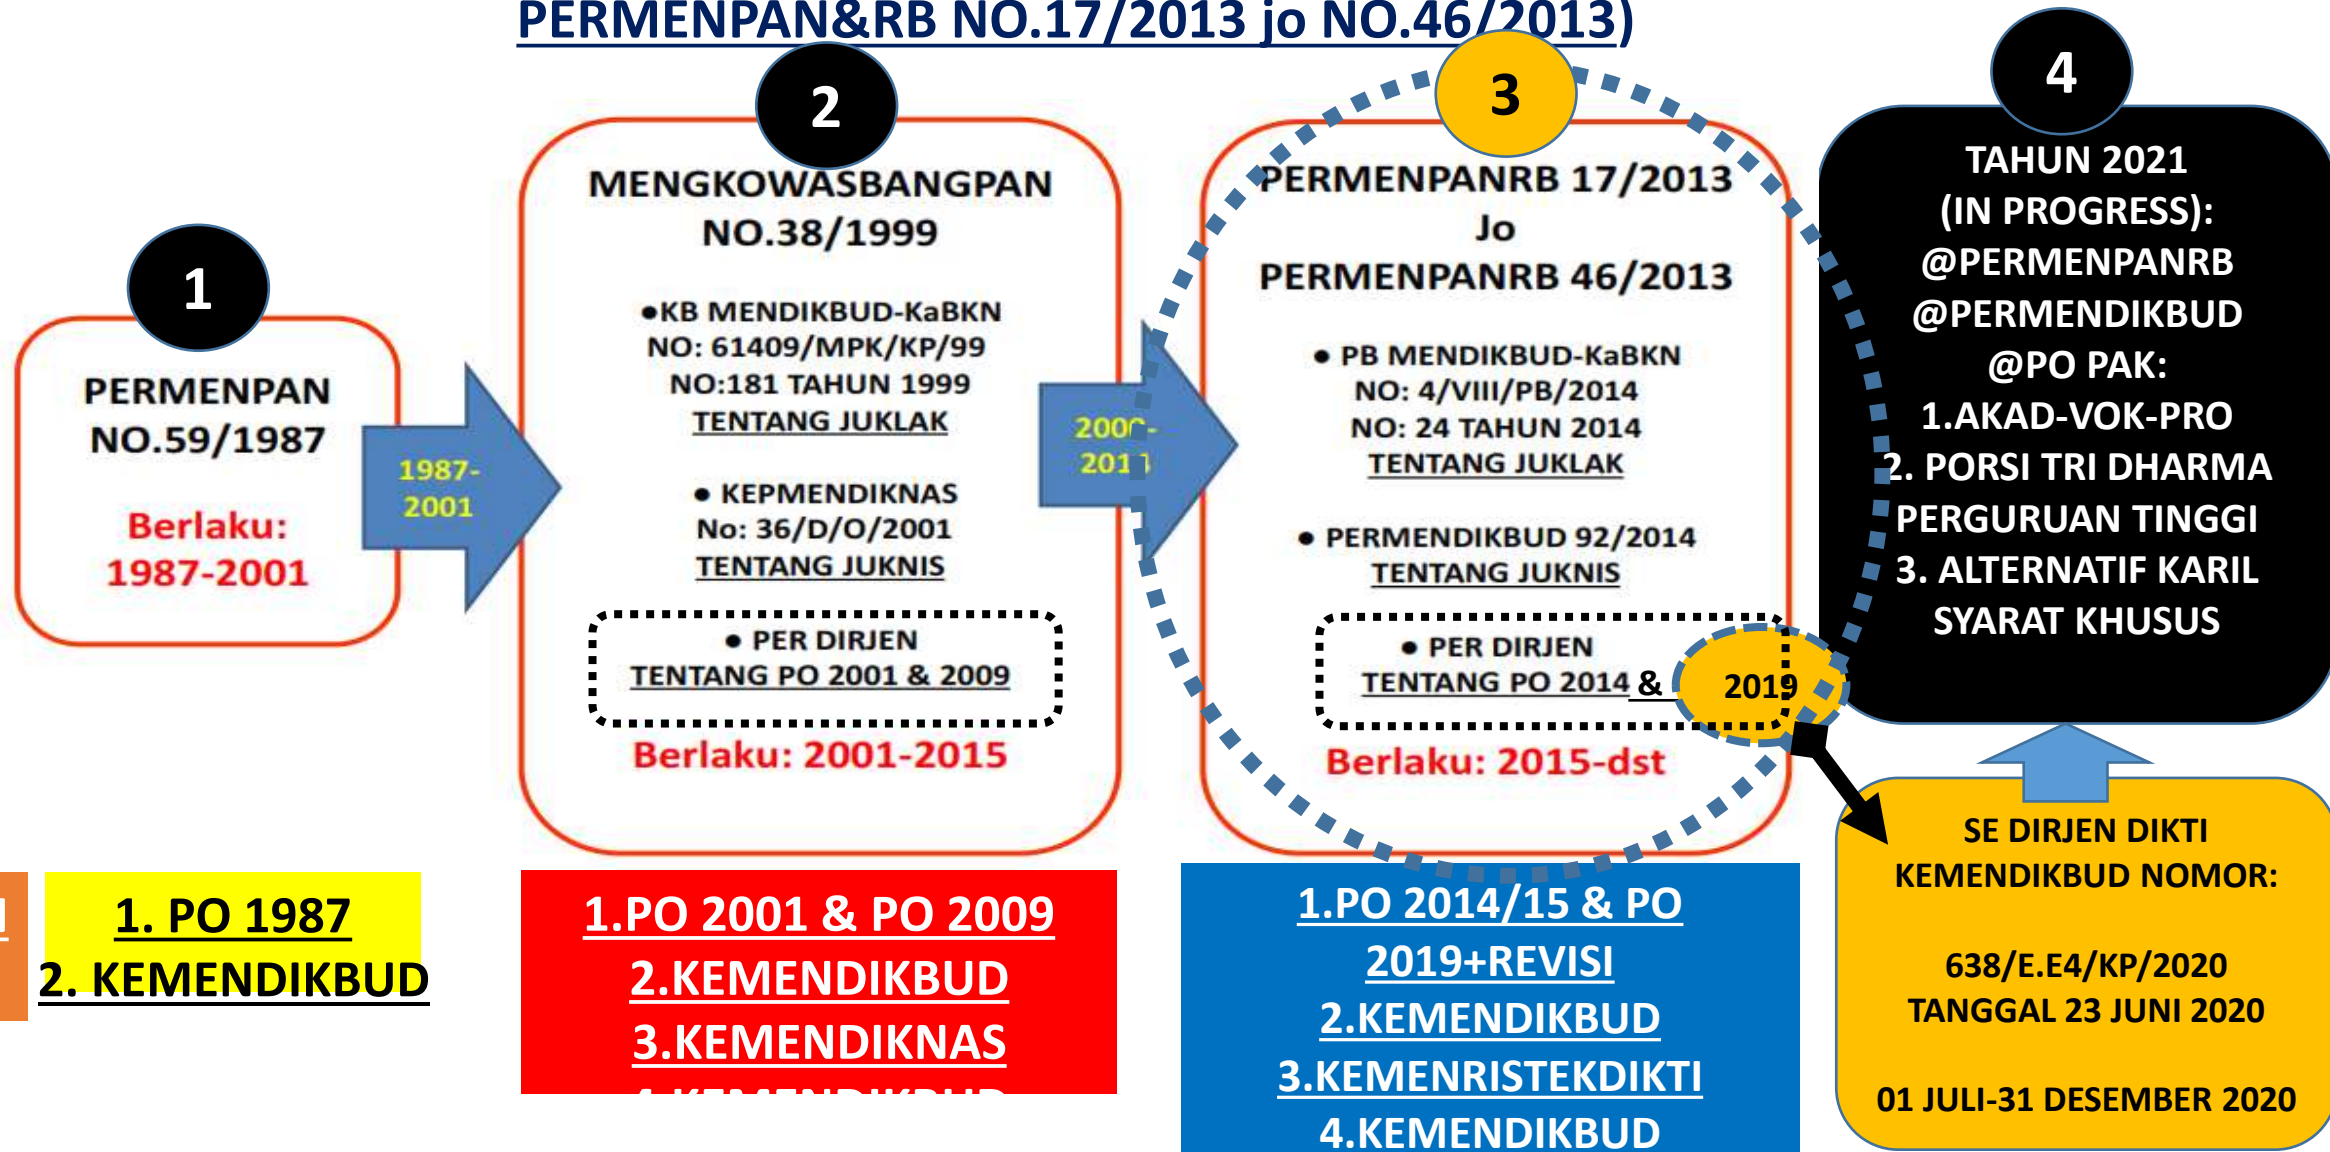 PERMENPAN&RB NO.17/2013 jo NO.46/2013)
1
PERMENPAN
NO.59/1987
Berlaku:
1987-2001
1987-
2001
2
MENGKOWASBANGPAN
NO.38/1999
●KB MENDIKBUD-KaBKN
NO: 61409/MPK/KP/99
NO:181 TAHUN 1999
TENTANG JUKLAK
● KEPMENDIKNAS
No: 36/D/O/2001
TENTANG JUKNIS
● PER DIRJEN
TENTANG PO 2001 & 2009
Berlaku: 2001-2015
3
PERMENPANRB 17/2013
Jo
PERMENPANRB 46/2013
● PB MENDIKBUD-KaBKN
NO: 4/VIII/PB/2014
NO: 24 TAHUN 2014
TENTANG JUKLAK
● PERMENDIKBUD 92/2014
TENTANG JUKNIS
● PER DIRJEN
TENTANG PO 2014 & 2019
Berlaku: 2015-dst
4
TAHUN 2021
(IN PROGRESS):
@PERMENPANRB
@PERMENDIKBUD
@PO PAK:
1.AKAD-VOK-PRO
2. PORSI TRI DHARMA
PERGURUAN TINGGI
3. ALTERNATIF KARIL
SYARAT KHUSUS
SE DIRJEN DIKTI
KEMENDIKBUD NOMOR:
638/E.E4/KP/2020
TANGGAL 23 JUNI 2020
01 JULI-31 DESEMBER 2020
1. PO 1987
2. KEMENDIKBUD
1.PO 2001 & PO 2009
2.KEMENDIKBUD
3.KEMENDIKNAS
4.KEMENDIKBUD
1.PO 2014/15 & PO
2019+REVISI
2.KEMENDIKBUD
3.KEMENRISTEKDIKTI
4.KEMENDIKBUD